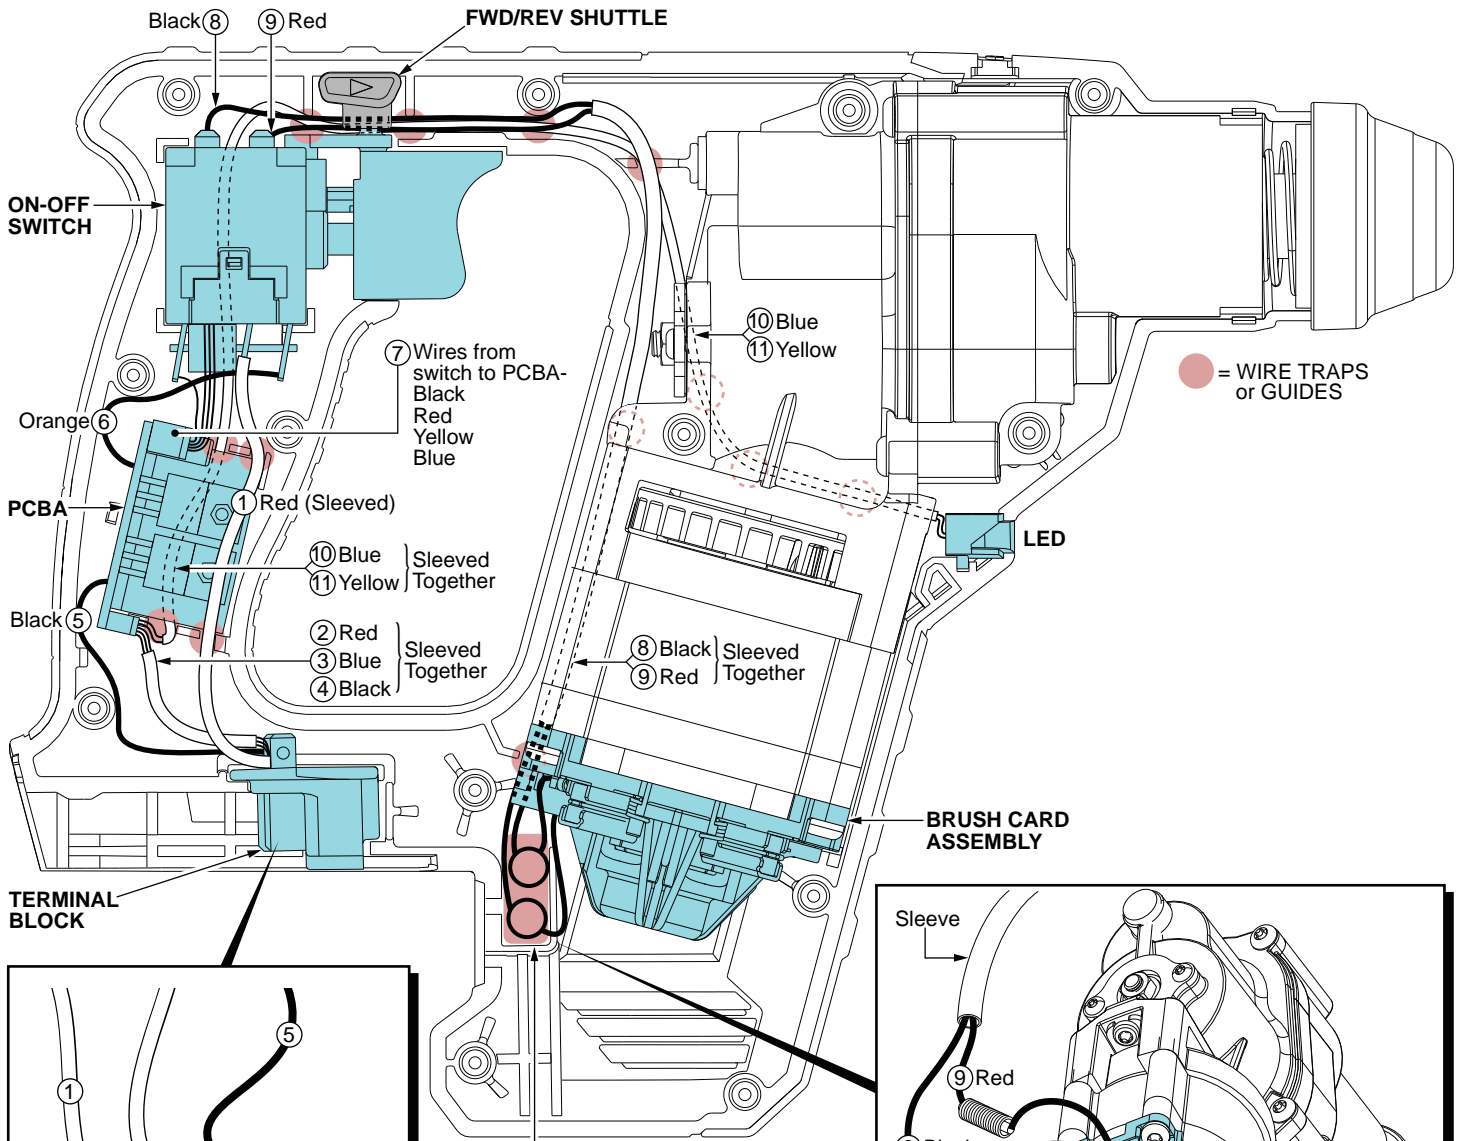 Black 8
9 Red
FWD/REV SHUTTLE
ON-OFF
SWITCH
10 Blue
11 Yellow
= WIRE TRAPS
or GUIDES
7 Wires from
switch to PCBA-
Black
Red
Yellow
Blue
Orange 6
PCBA
1 Red (Sleeved)
10 Blue
11 Yellow
Sleeved
Together
LED
Black 5
2 Red
3 Blue
4 Black
Sleeved
Together
8 Black
9 Red
Sleeved
Together
BRUSH CARD
ASSEMBLY
TERMINAL
BLOCK
Sleeve
5
1
9 Red